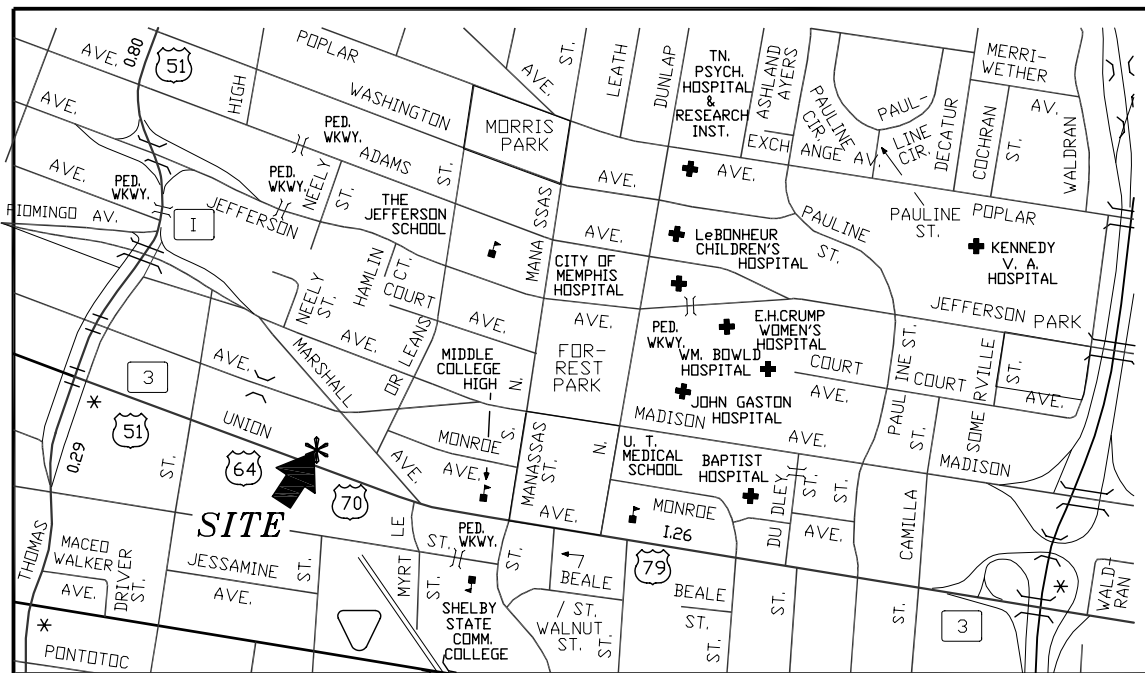 AVE.
0.80
51
POPLAR
AVE.
ST.
LEATH
DUNLAP
TN.
PSYCH.
HOSPITAL
&
RESEARCH
INST.
ASHLAND
AYERS
EXCH
ANGE AV.
PAULINE
CIR.
PAUL-
LINE
CIR.
DECATUR
MERRI-
WETHER
COCHRAN
ST.
AV.
WALDRAN
HIGH
WASHINGTON
MORRIS
PARK
AVE.
PED.
WKWY.
ADAMS
ST.
PED.
WKWY.
NEELY
ST.
PED.
WKWY.
JEFFERSON
THE
JEFFERSON
SCHOOL
MANA
SSAS
AVE.
AVE.
PAULINE
ST.
PAULINE
ST.
POPLAR
AV.
I
AVE.
LeBONHEUR
CHILDREN'S
HOSPITAL
KENNEDY
V. A.
HOSPITAL
CITY OF
MEMPHIS
HOSPITAL
NEELY
ST.
HAMLIN
CT.
COURT
AVE.
AVE.
AVE.
JEFFERSON
PARK
PED.
WKWY.
E.H.CRUMP
WOMEN'S
HOSPITAL
WM. BOWLD
HOSPITAL
COURT
AVE.
INE ST.
PAUL
ST.
COURT
RVILLE
SOME
ST.
AVE.
AVE.
MARSHALL
OR
LEANS
MIDDLE
COLLEGE
HIGH
N.
FOR-
REST
PARK
JOHN GASTON
HOSPITAL
MADISON
AVE.
MADISON
3
51
UNION
64
ST.
0.29
MONROE
S.
AVE.
AVE.
MANASSAS
ST.
N.
AVE.
U. T.
MEDICAL
SCHOOL
BAPTIST
HOSPITAL
MONROE
1.26
DU
DLEY
ST.
ST.
AVE.
CAMILLA
SITE
70
LE
MYRT
ST.
ST.
PED.
WKWY.
ST.
THOMAS
MACEO
WALKER
AVE.
DRIVER
ST.
JESSAMINE
AVE.
ST.
BEALE
/ ST.
WALNUT
ST.
ST.
79
BEALE
ST.
ST.
ST.
ST.
3
WALD-
RAN
SHELBY
STATE
COMM.
COLLEGE
PONTOTOC